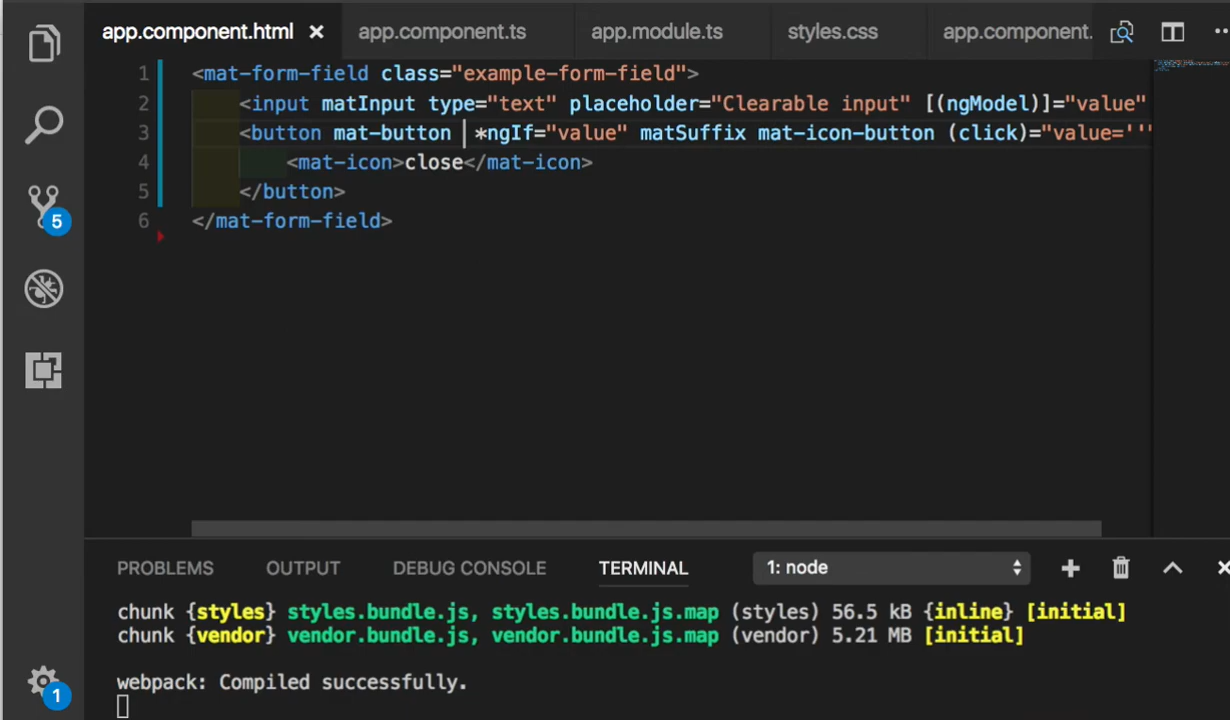 app.component.html × app.component.ts app.module.ts styles.css app.component.
1 <mat-form-field class="example-form-field">
2 <input matInput type="text" placeholder="Clearable input" [(ngModel)]="value"
3 <button mat-button *ngIf="value" matSuffix mat-icon-button (click)="value=''"
4 <mat-icon>close</mat-icon>
5 </button>
6 </mat-form-field>
5
1
PROBLEMS OUTPUT DEBUG CONSOLE TERMINAL 1: node
chunk {styles} styles.bundle.js, styles.bundle.js.map (styles) 56.5 kB {inline} [initial]
chunk {vendor} vendor.bundle.js, vendor.bundle.js.map (vendor) 5.21 MB [initial]
webpack: Compiled successfully.